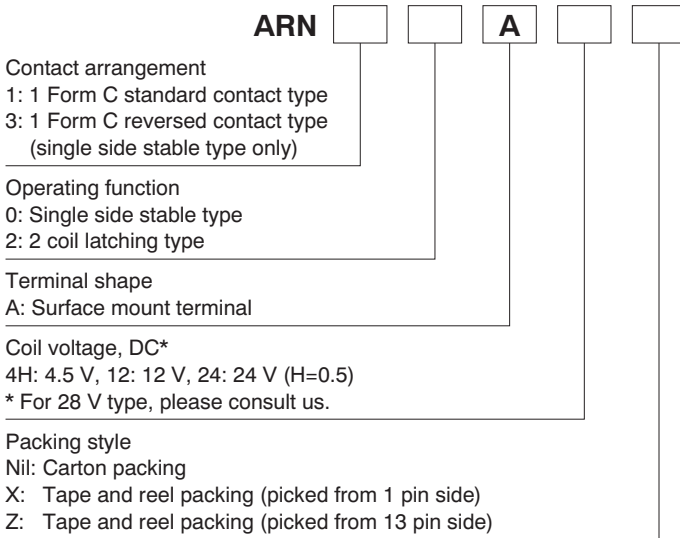 ARN A
Contact arrangement
1: 1 Form C standard contact type
3: 1 Form C reversed contact type
(single side stable type only)
Operating function
0: Single side stable type
2: 2 coil latching type
Terminal shape
A: Surface mount terminal
Coil voltage, DC*
4H: 4.5 V, 12: 12 V, 24: 24 V (H=0.5)
* For 28 V type, please consult us.
Packing style
Nil: Carton packing
X: Tape and reel packing (picked from 1 pin side)
Z: Tape and reel packing (picked from 13 pin side)